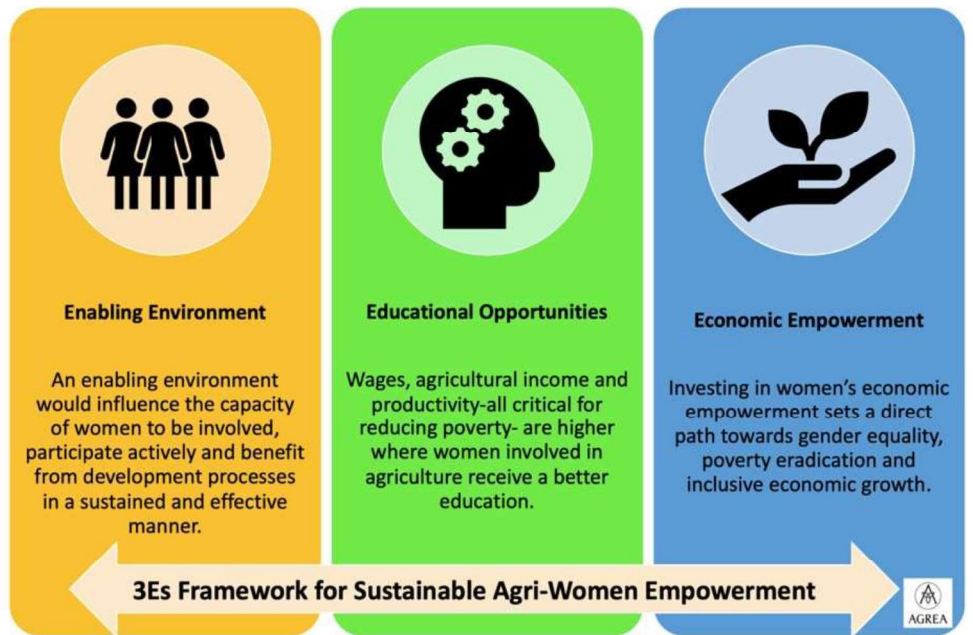 Enabling Environment
An enabling environment
would influence the capacity
of women to be involved,
participate actively and benefit
from development processes
in a sustained and effective
manner.
Educational Opportunities
Wages, agricultural income and
productivity-all critical for
reducing poverty- are higher
where women involved in
agriculture receive a better
education.
Economic Empowerment
Investing in women’s economic
empowerment sets a direct
path towards gender equality,
poverty eradication and
inclusive economic growth.
3Es Framework for Sustainable Agri-Women Empowerment
AGREA